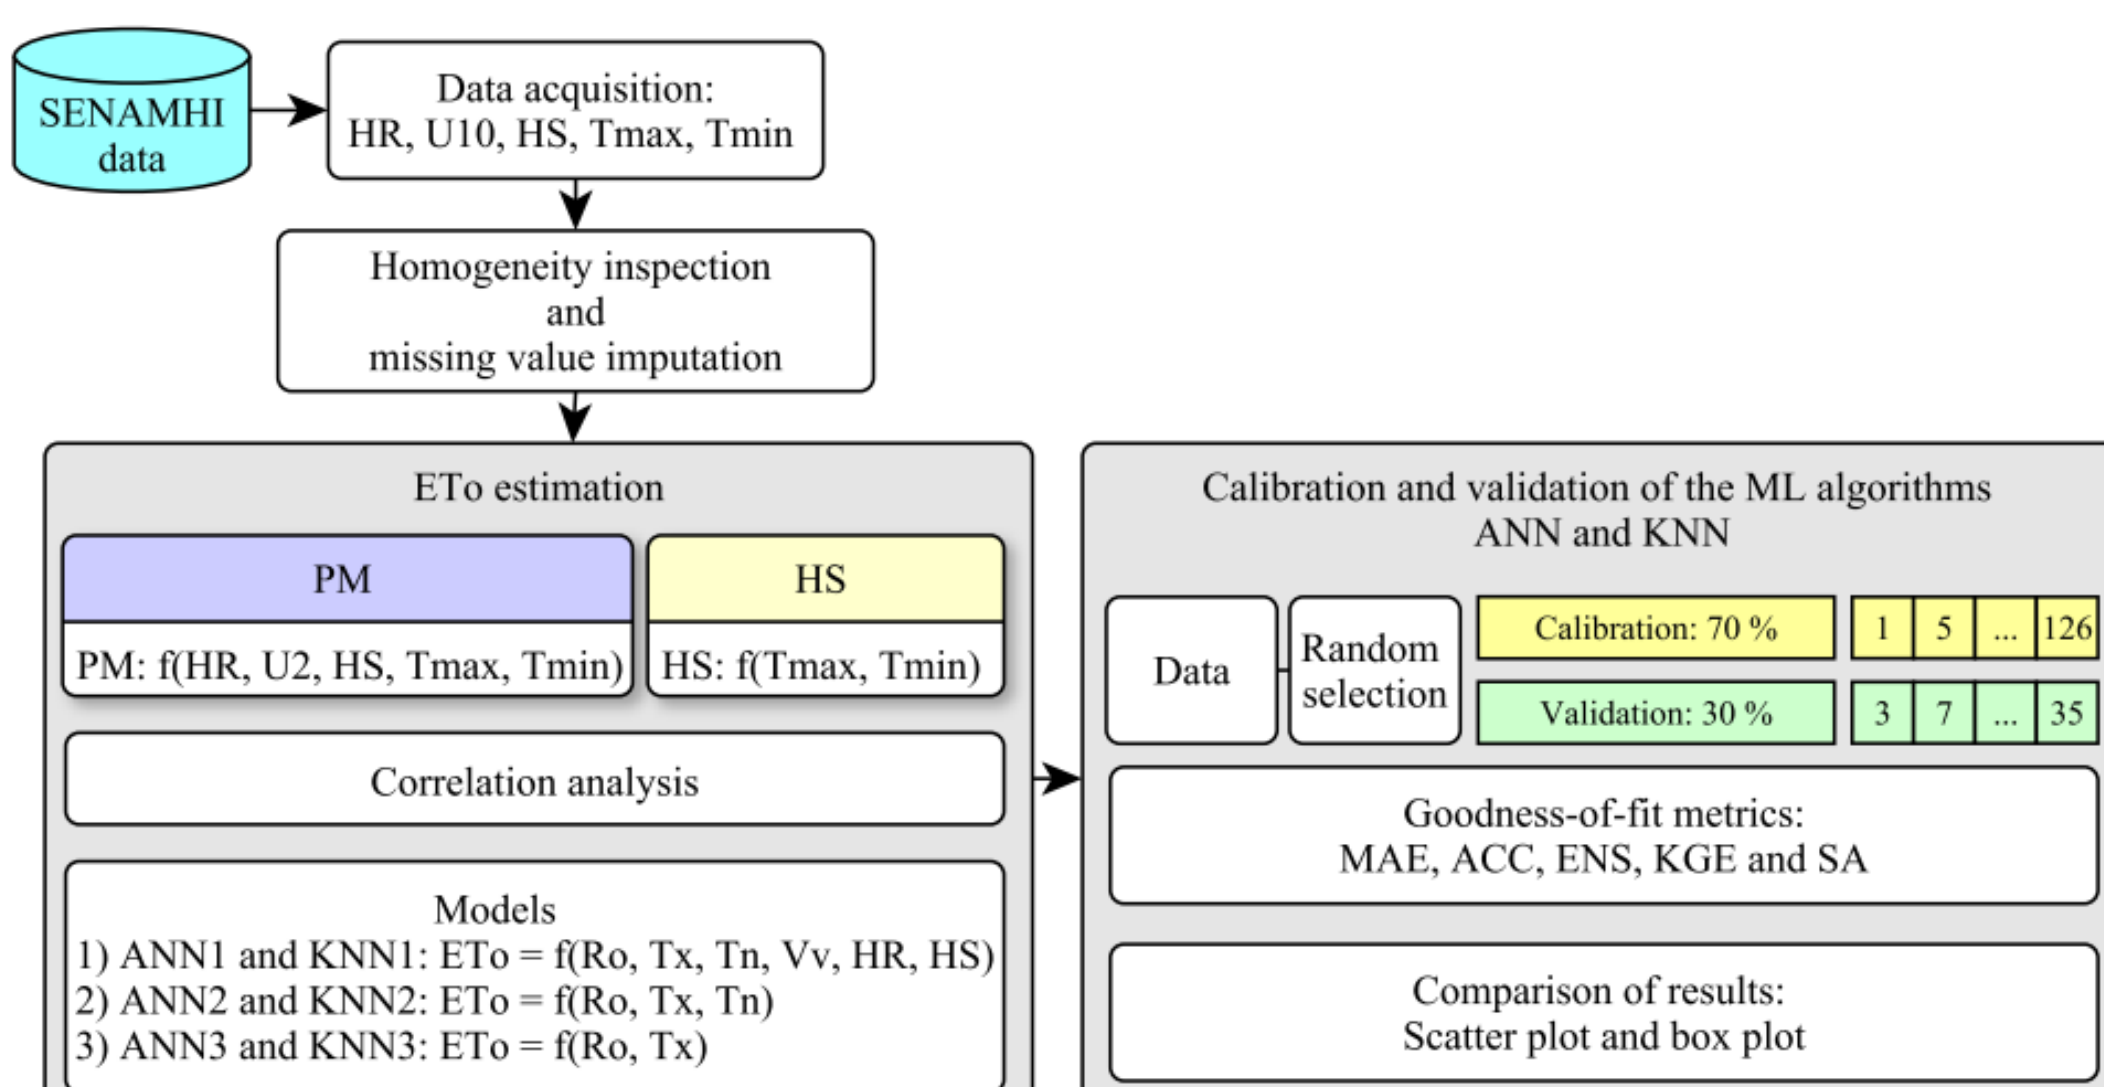 SENAMHI
data
Data acquisition:
HR, U10, HS, Tmax, Tmin
Homogeneity inspection
and
missing value imputation
ETo estimation
PM
HS
PM: f(HR, U2, HS, Tmax, Tmin)
HS: f(Tmax, Tmin)
Correlation analysis
Models
1) ANN1 and KNN1: ETo = f(Ro, Tx, Tn, Vv, HR, HS)
2) ANN2 and KNN2: ETo = f(Ro, Tx, Tn)
3) ANN3 and KNN3: ETo = f(Ro, Tx)
Calibration and validation of the ML algorithms
ANN and KNN
Data
Random
selection
Calibration: 70 %
1 5 ... 126
Validation: 30 %
3 7 ... 35
Goodness-of-fit metrics:
MAE, ACC, ENS, KGE and SA
Comparison of results:
Scatter plot and box plot